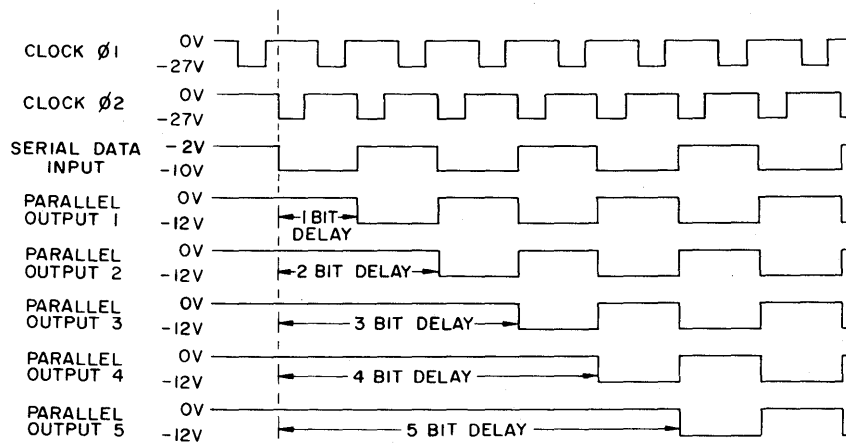 CLOCK Ø1 0V
-27V
CLOCK Ø2 0V
-27V
SERIAL DATA INPUT -2V
-10V
PARALLEL OUTPUT 1 0V
-12V
1 BIT DELAY
PARALLEL OUTPUT 2 0V
-12V
2 BIT DELAY
PARALLEL OUTPUT 3 0V
-12V
3 BIT DELAY
PARALLEL OUTPUT 4 0V
-12V
4 BIT DELAY
PARALLEL OUTPUT 5 0V
-12V
5 BIT DELAY